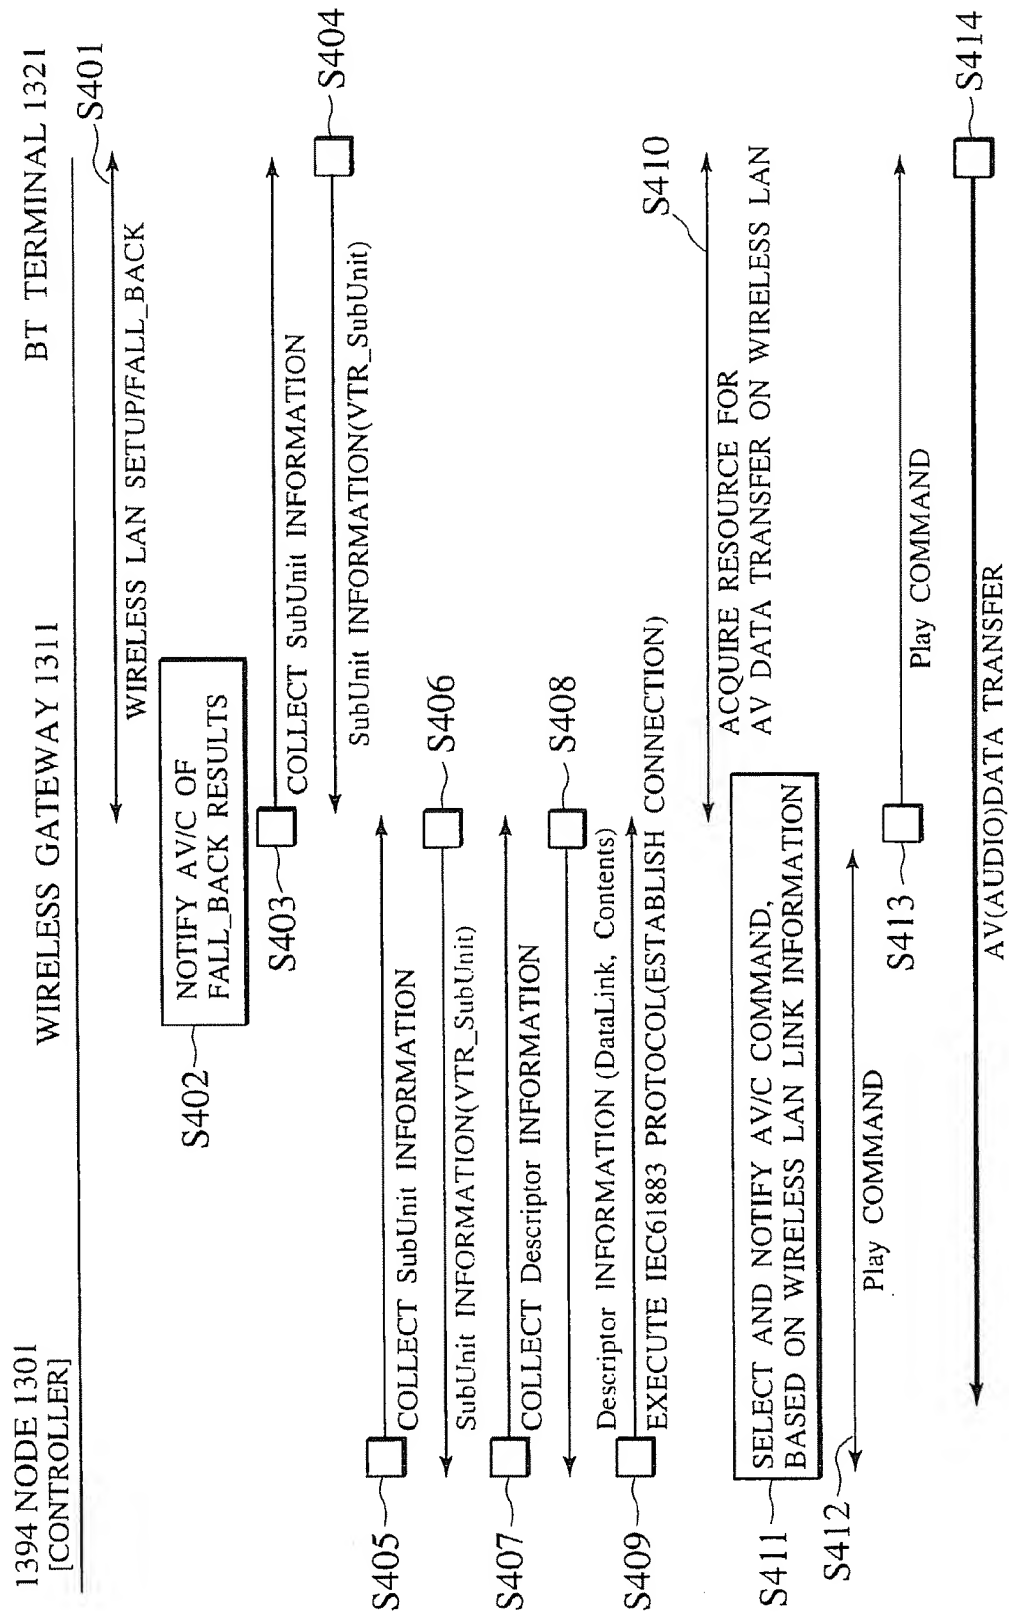 1394 NODE 1301
[CONTROLLER]
WIRELESS GATEWAY 1311
BT TERMINAL 1321
S401
WIRELESS LAN SETUP/FALL_BACK
S402
NOTIFY AV/C OF
FALL_BACK RESULTS
S403
COLLECT SubUnit INFORMATION
S404
SubUnit INFORMATION(VTR_SubUnit)
S405
COLLECT SubUnit INFORMATION
S406
SubUnit INFORMATION(VTR_SubUnit)
S407
COLLECT Descriptor INFORMATION
S408
Descriptor INFORMATION (DataLink, Contents)
S409
EXECUTE IEC61883 PROTOCOL(ESTABLISH CONNECTION)
S410
ACQUIRE RESOURCE FOR
AV DATA TRANSFER ON WIRELESS LAN
S411
SELECT AND NOTIFY AV/C COMMAND,
BASED ON WIRELESS LAN LINK INFORMATION
S412
Play COMMAND
S413
Play COMMAND
S414
AV(AUDIO)DATA TRANSFER